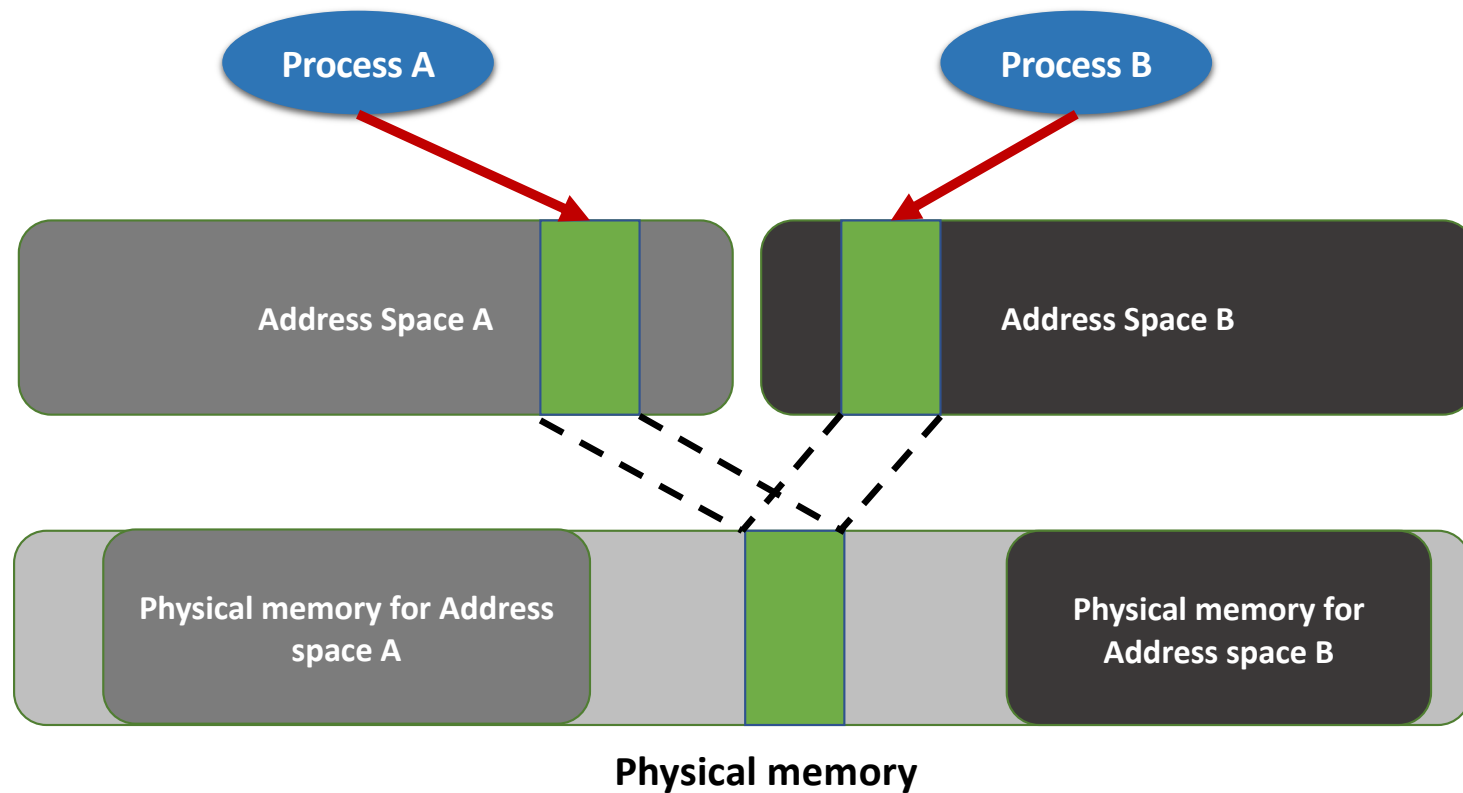 Process A
Process B
Address Space A
Address Space B
Physical memory for Address
space A
Physical memory for
Address space B
Physical memory